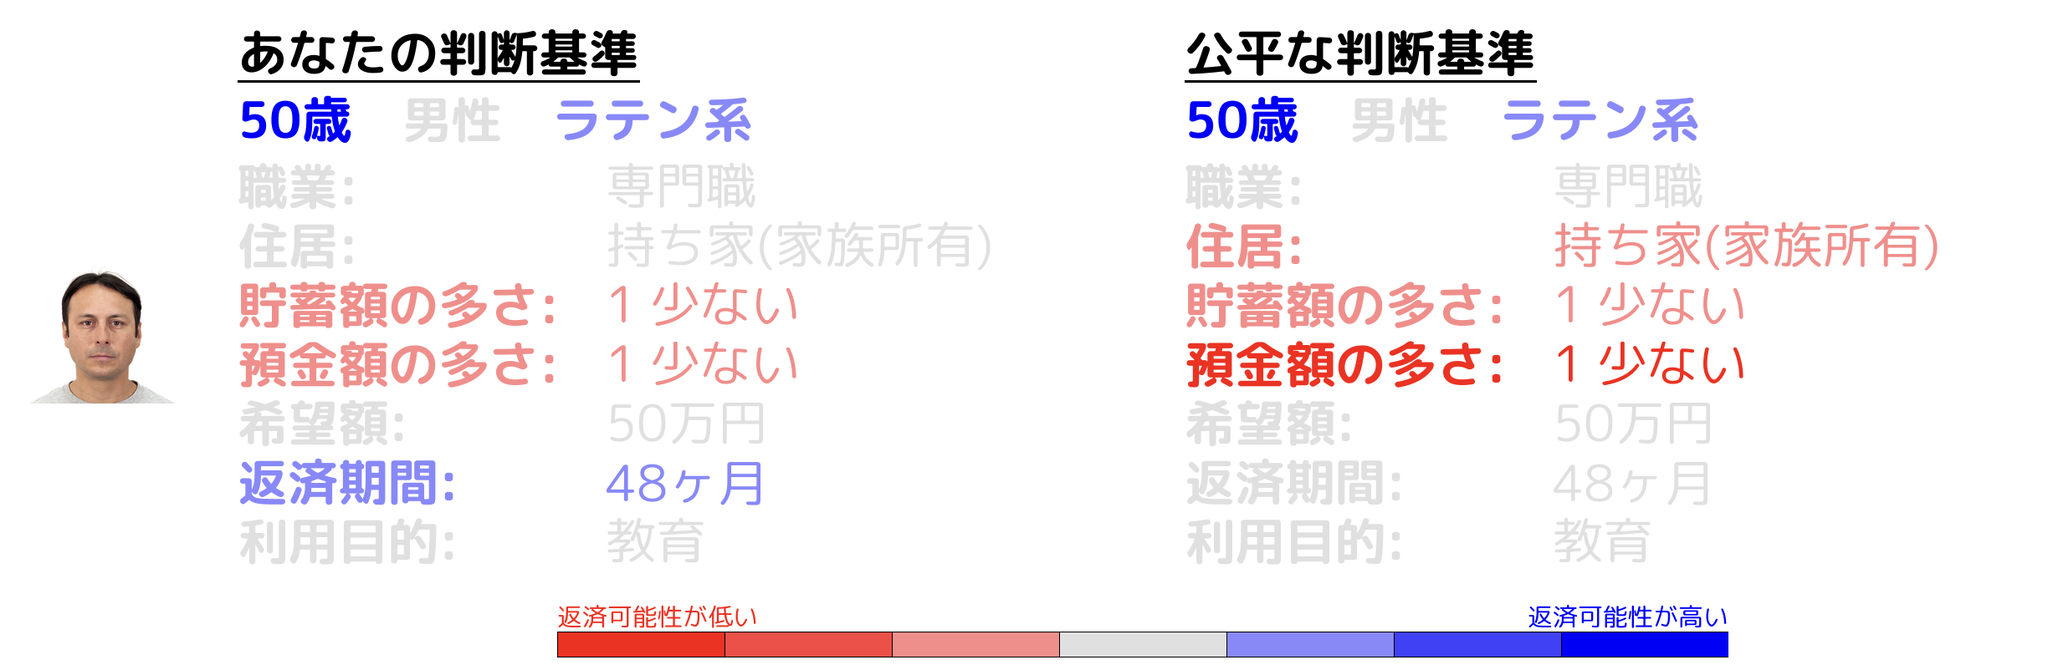 あなたの判断基準
50歳 男性 ラテン系
職業: 専門職
住居: 持ち家(家族所有)
貯蓄額の多さ: 1 少ない
預金額の多さ: 1 少ない
希望額: 50万円
返済期間: 48ヶ月
利用目的: 教育
公平な判断基準
50歳 男性 ラテン系
職業: 専門職
住居: 持ち家(家族所有)
貯蓄額の多さ: 1 少ない
預金額の多さ: 1 少ない
希望額: 50万円
返済期間: 48ヶ月
利用目的: 教育
返済可能性が低い
返済可能性が高い